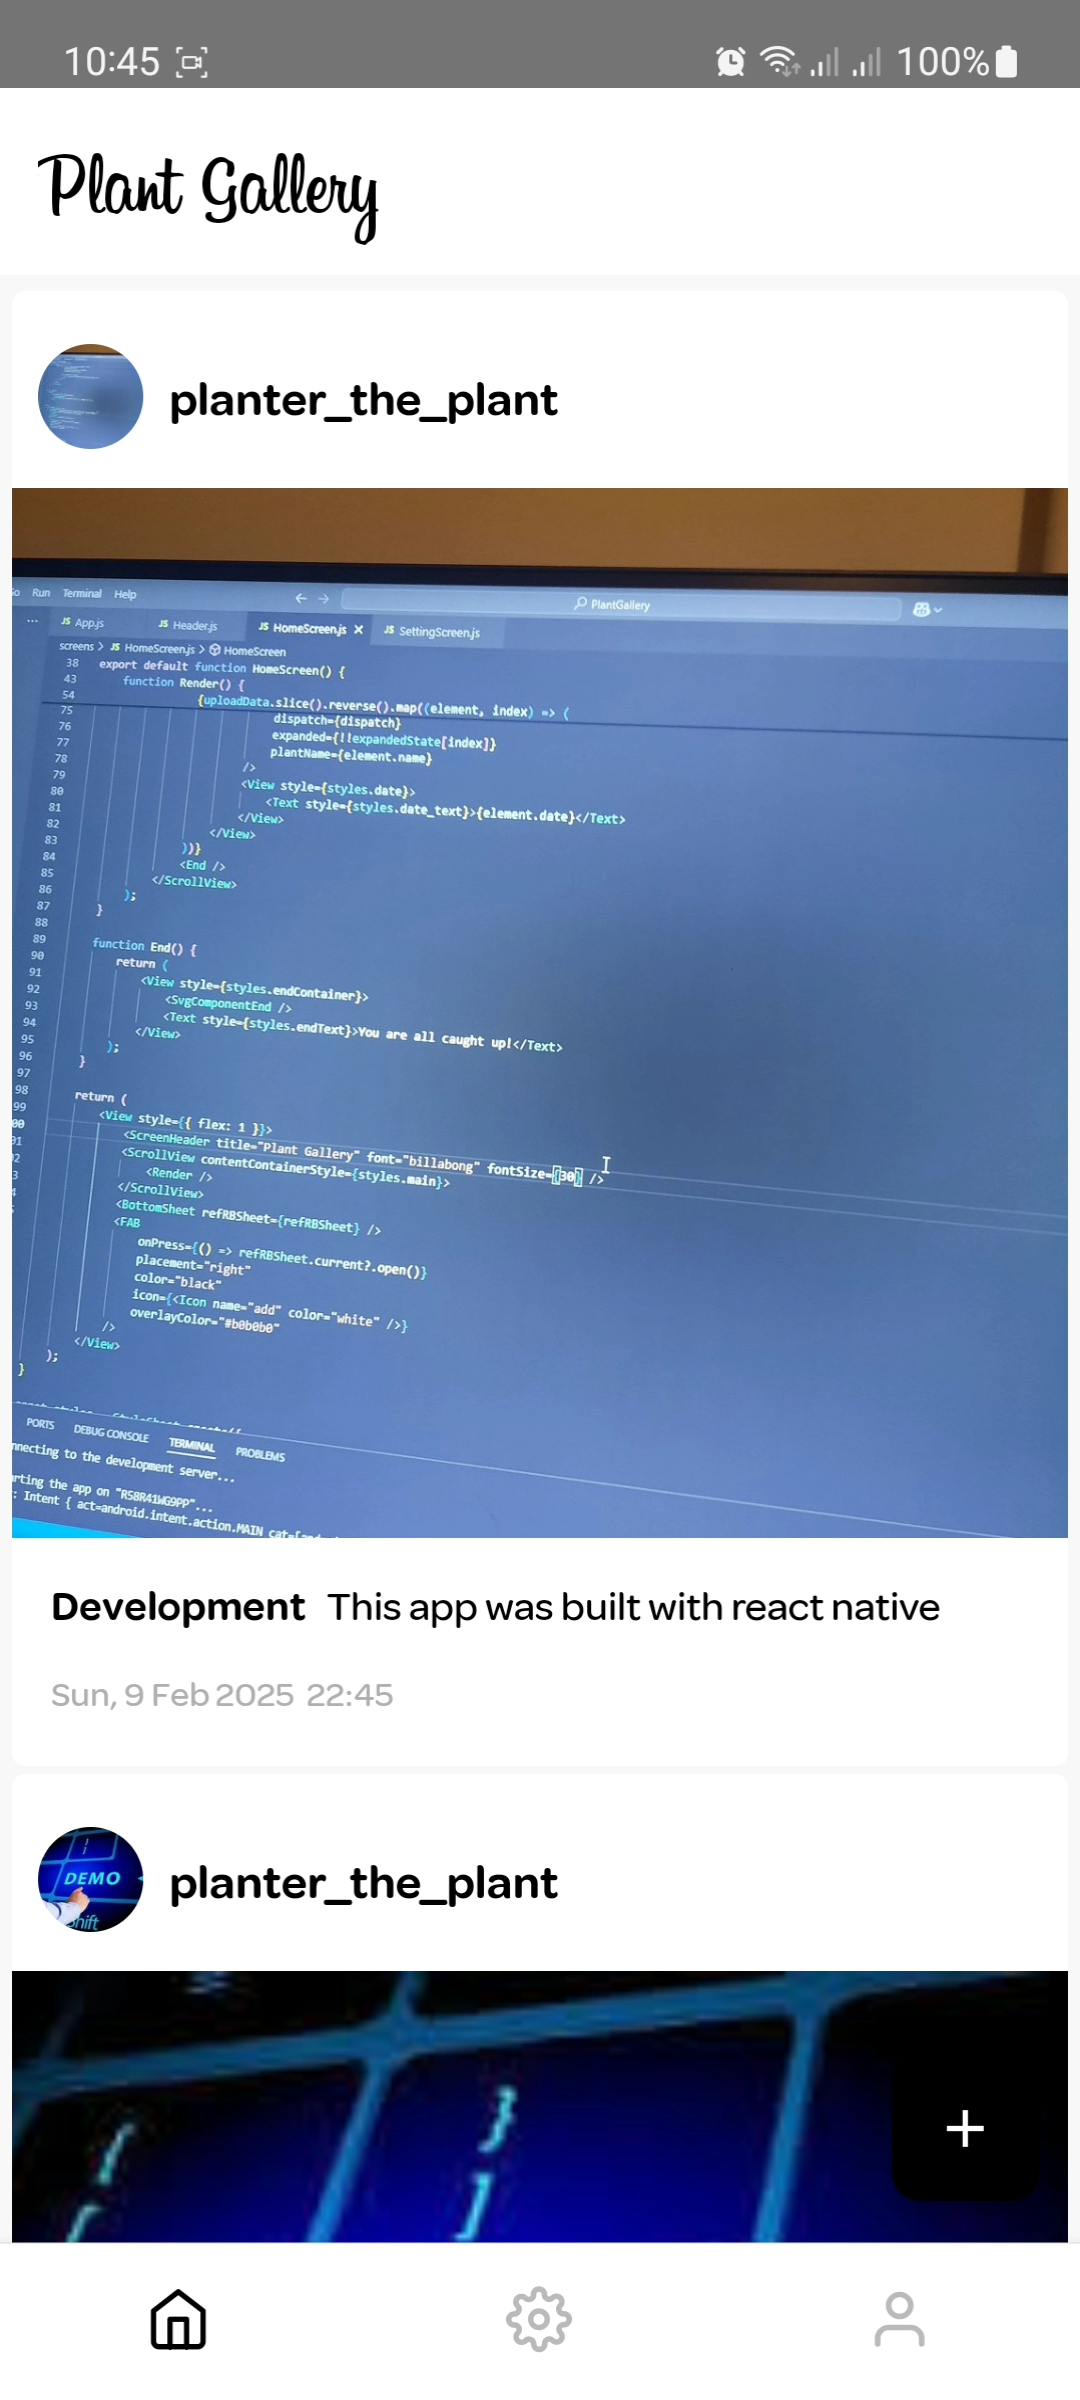 10:45 100%
Plant Gallery
planter_the_plant
Run Terminal Help
PlantGallery
JS App.js JS Header.js JS HomeScreen.js JS SettingScreen.js
screens > JS HomeScreen.js > HomeScreen
38 export default function HomeScreen() {
43 function Render() {
54 {uploadData.slice().reverse().map((element, index) => (
75 dispatch={dispatch}
76 expanded={!!expandedState[index]}
77 plantName={element.name}
78 />
79 <View style={styles.date}>
80 <Text style={styles.date_text}>{element.date}</Text>
81 </View>
82 </View>
83 ))}
84 <End />
85 </ScrollView>
86 );
87 }
88
89 function End() {
90 return (
91 <View style={styles.endContainer}>
92 <SvgComponentEnd />
93 <Text style={styles.endText}>You are all caught up!</Text>
94 </View>
95 );
96 }
97
98 return (
99 <View style={{ flex: 1 }}>
00 <ScreenHeader title="Plant Gallery" font="billabong" fontSize={30} />
01 <ScrollView contentContainerStyle={styles.main}>
2 <Render />
3 </ScrollView>
4 <BottomSheet refRBSheet={refRBSheet} />
<FAB
onPress={() => refRBSheet.current?.open()}
placement="right"
color="black"
icon={<Icon name="add" color="white" />}
overlayColor="#b0b0b0"
/>
</View>
);
}
PORTS DEBUG CONSOLE TERMINAL PROBLEMS
to the development server...
the app on "R58R41WG9PP"...
: Intent { act=android.intent.action.MAIN
Development This app was built with react native
Sun, 9 Feb 2025 22:45
DEMO
Shift
planter_the_plant
}
]
+